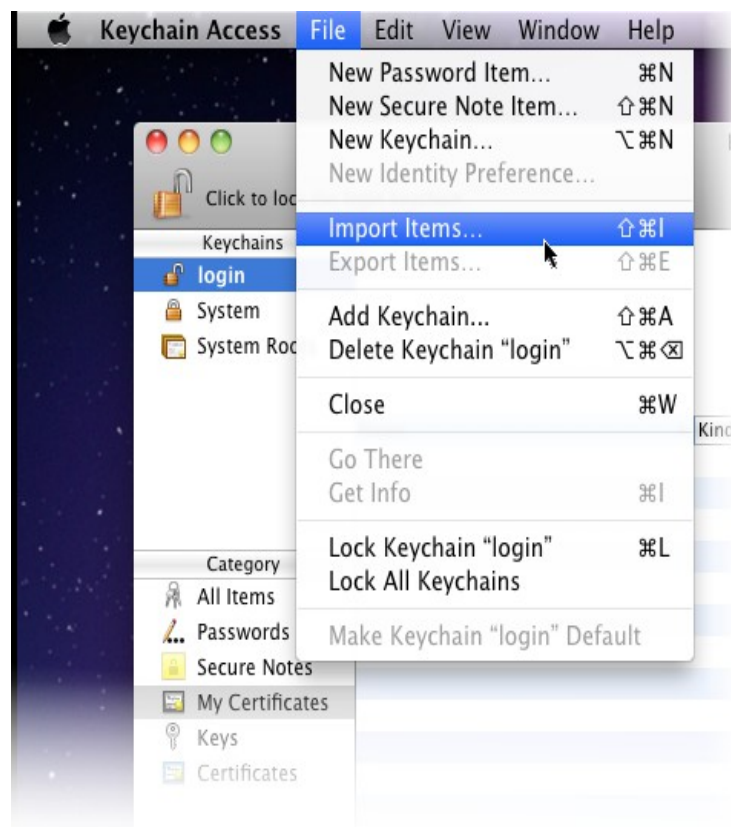 Keychain Access File Edit View Window Help
New Password Item... ⌘N
New Secure Note Item... ⇧⌘N
New Keychain... ⌥⌘N
New Identity Preference...
Click to loc
Import Items... ⇧⌘I
Keychains
Export Items... ⇧⌘E
login
System
Add Keychain... ⇧⌘A
System Roo
Delete Keychain “login” ⌥⌘⌫
Close ⌘W
Kind
Go There
Get Info ⌘I
Lock Keychain “login” ⌘L
Category
Lock All Keychains
All Items
Passwords
Make Keychain “login” Default
Secure Notes
My Certificates
Keys
Certificates